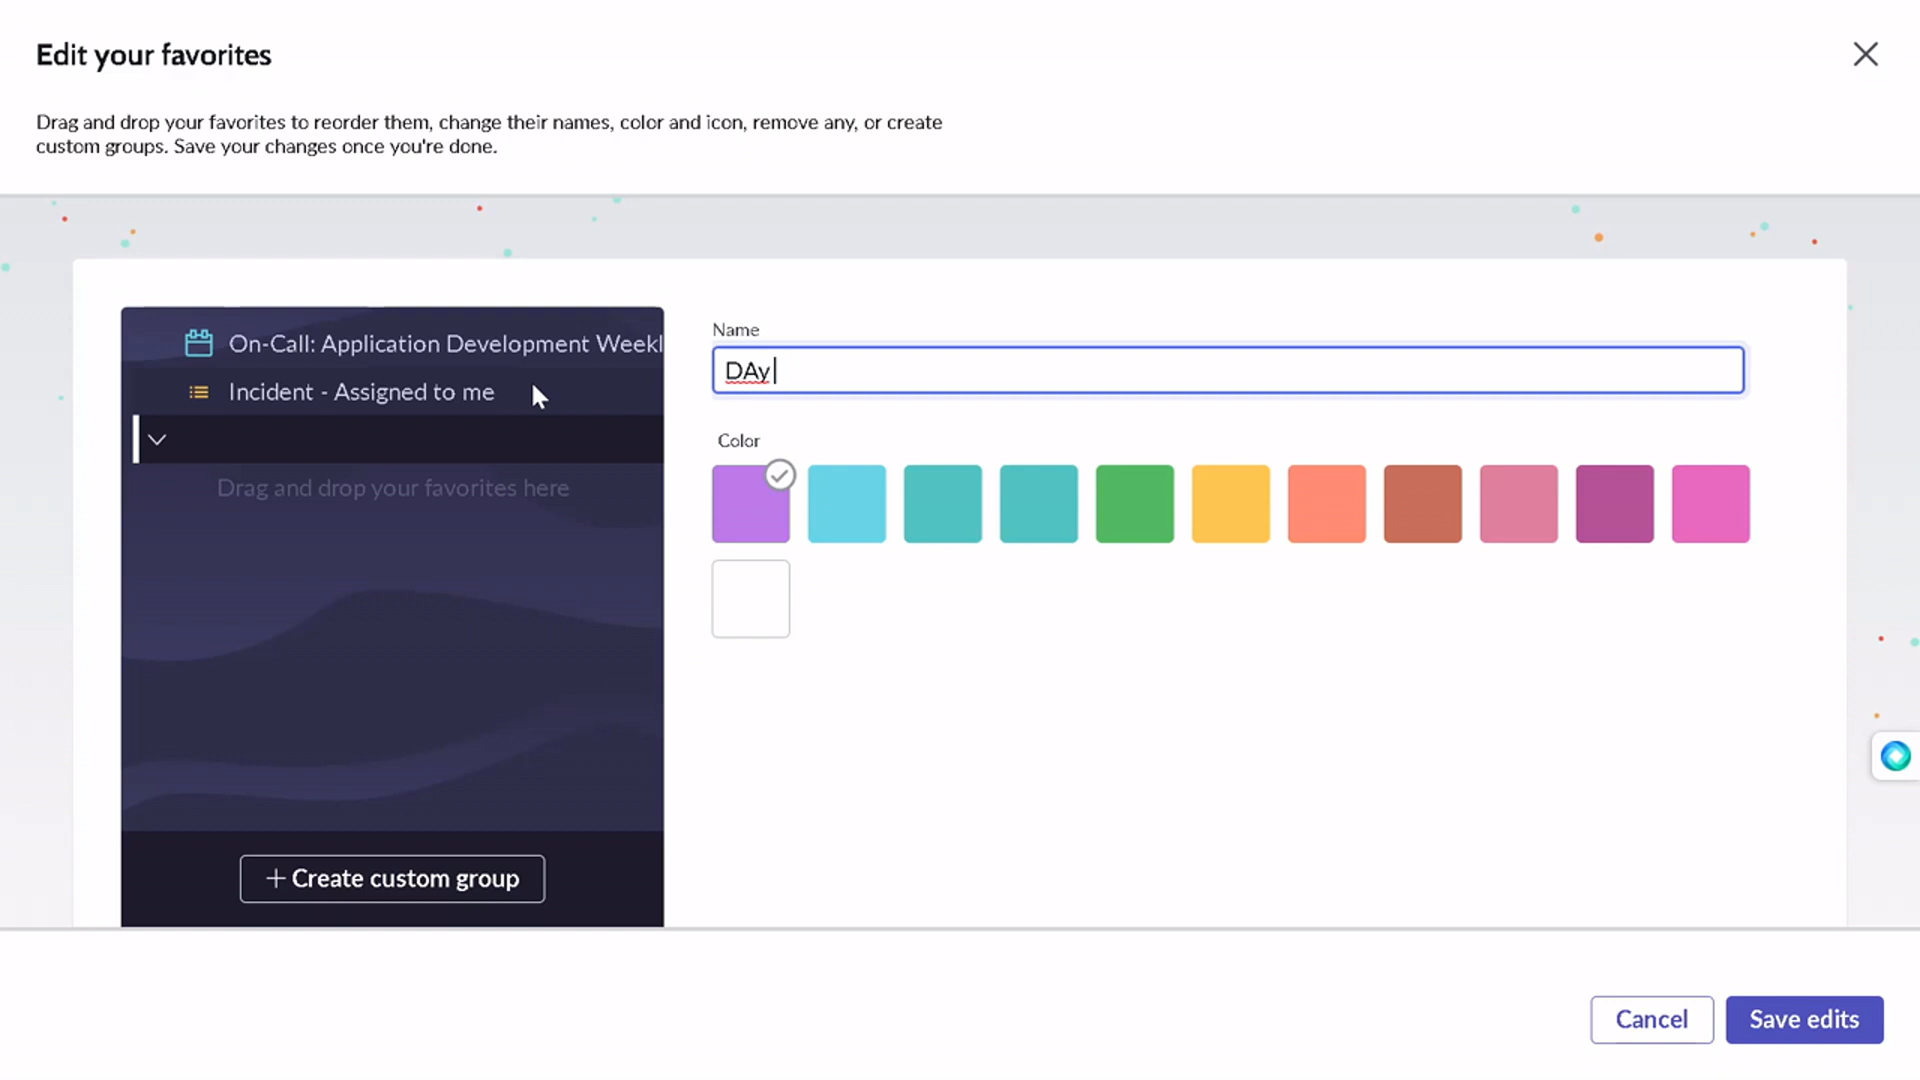 Edit your favorites
Drag and drop your favorites to reorder them, change their names, color and icon, remove any, or create
custom groups. Save your changes once you're done.
On-Call: Application Development Weekl
Incident - Assigned to me
Drag and drop your favorites here
+ Create custom group
Name
DAy
Color
Cancel
Save edits